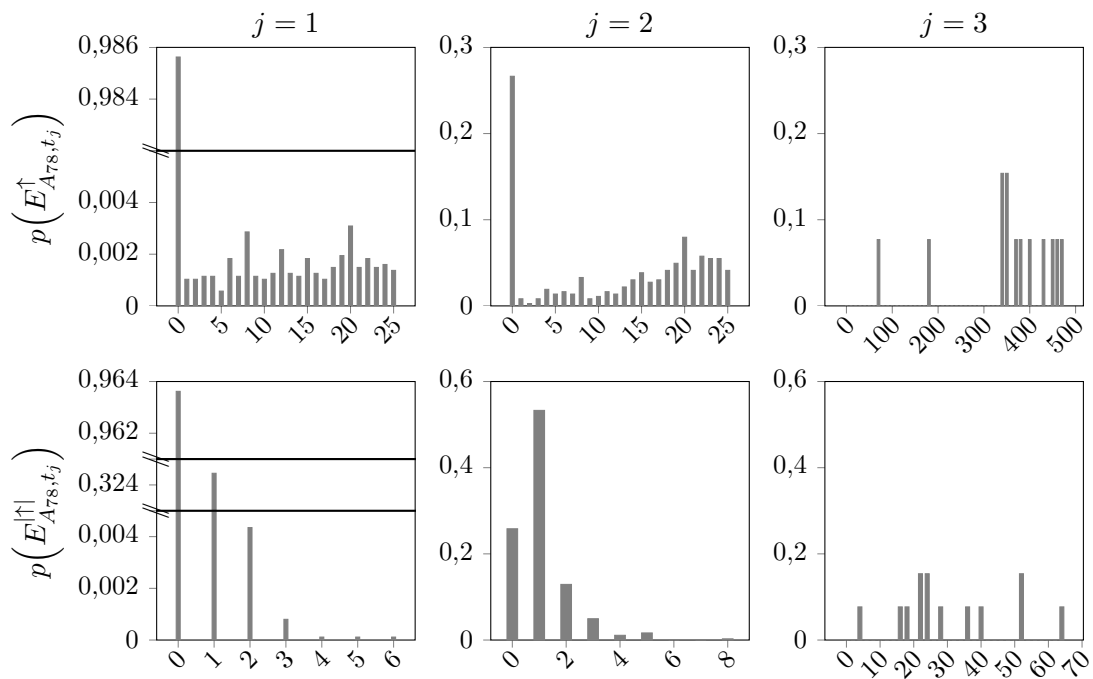 j = 1
j = 2
j = 3
p(E^↑_{A_{78},t_j})
0,986
0,984
0,004
0,002
0
0 5 10 15 20 25
0,3
0,2
0,1
0
0 5 10 15 20 25
0,3
0,2
0,1
0
0 100 200 300 400 500
p(E^{|↑|}_{A_{78},t_j})
0,964
0,962
0,324
0,004
0,002
0
0 1 2 3 4 5 6
0,6
0,4
0,2
0
0 2 4 6 8
0,6
0,4
0,2
0
0 10 20 30 40 50 60 70